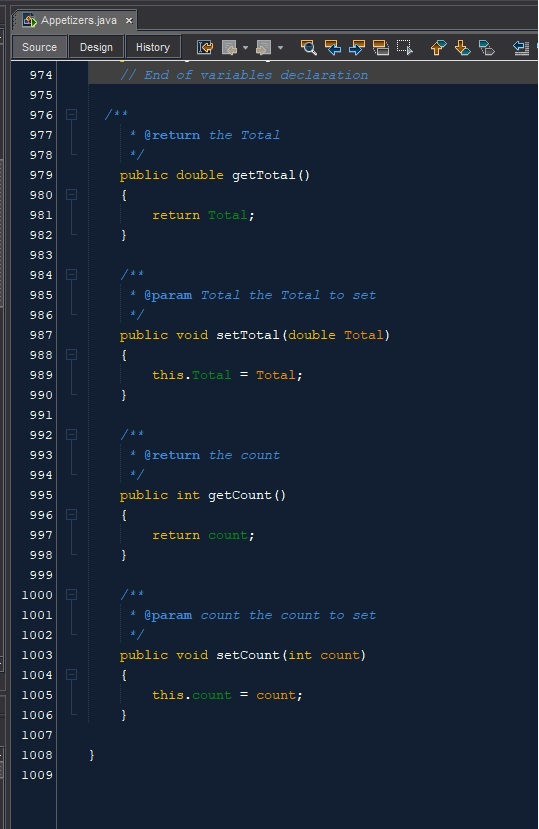 Appetizers.java
Source Design History
974 // End of variables declaration
975
976 /**
977 * @return the Total
978 */
979 public double getTotal()
980 {
981 return Total;
982 }
983
984 /**
985 * @param Total the Total to set
986 */
987 public void setTotal(double Total)
988 {
989 this.Total = Total;
990 }
991
992 /**
993 * @return the count
994 */
995 public int getCount()
996 {
997 return count;
998 }
999
1000 /**
1001 * @param count the count to set
1002 */
1003 public void setCount(int count)
1004 {
1005 this.count = count;
1006 }
1007
1008 }
1009